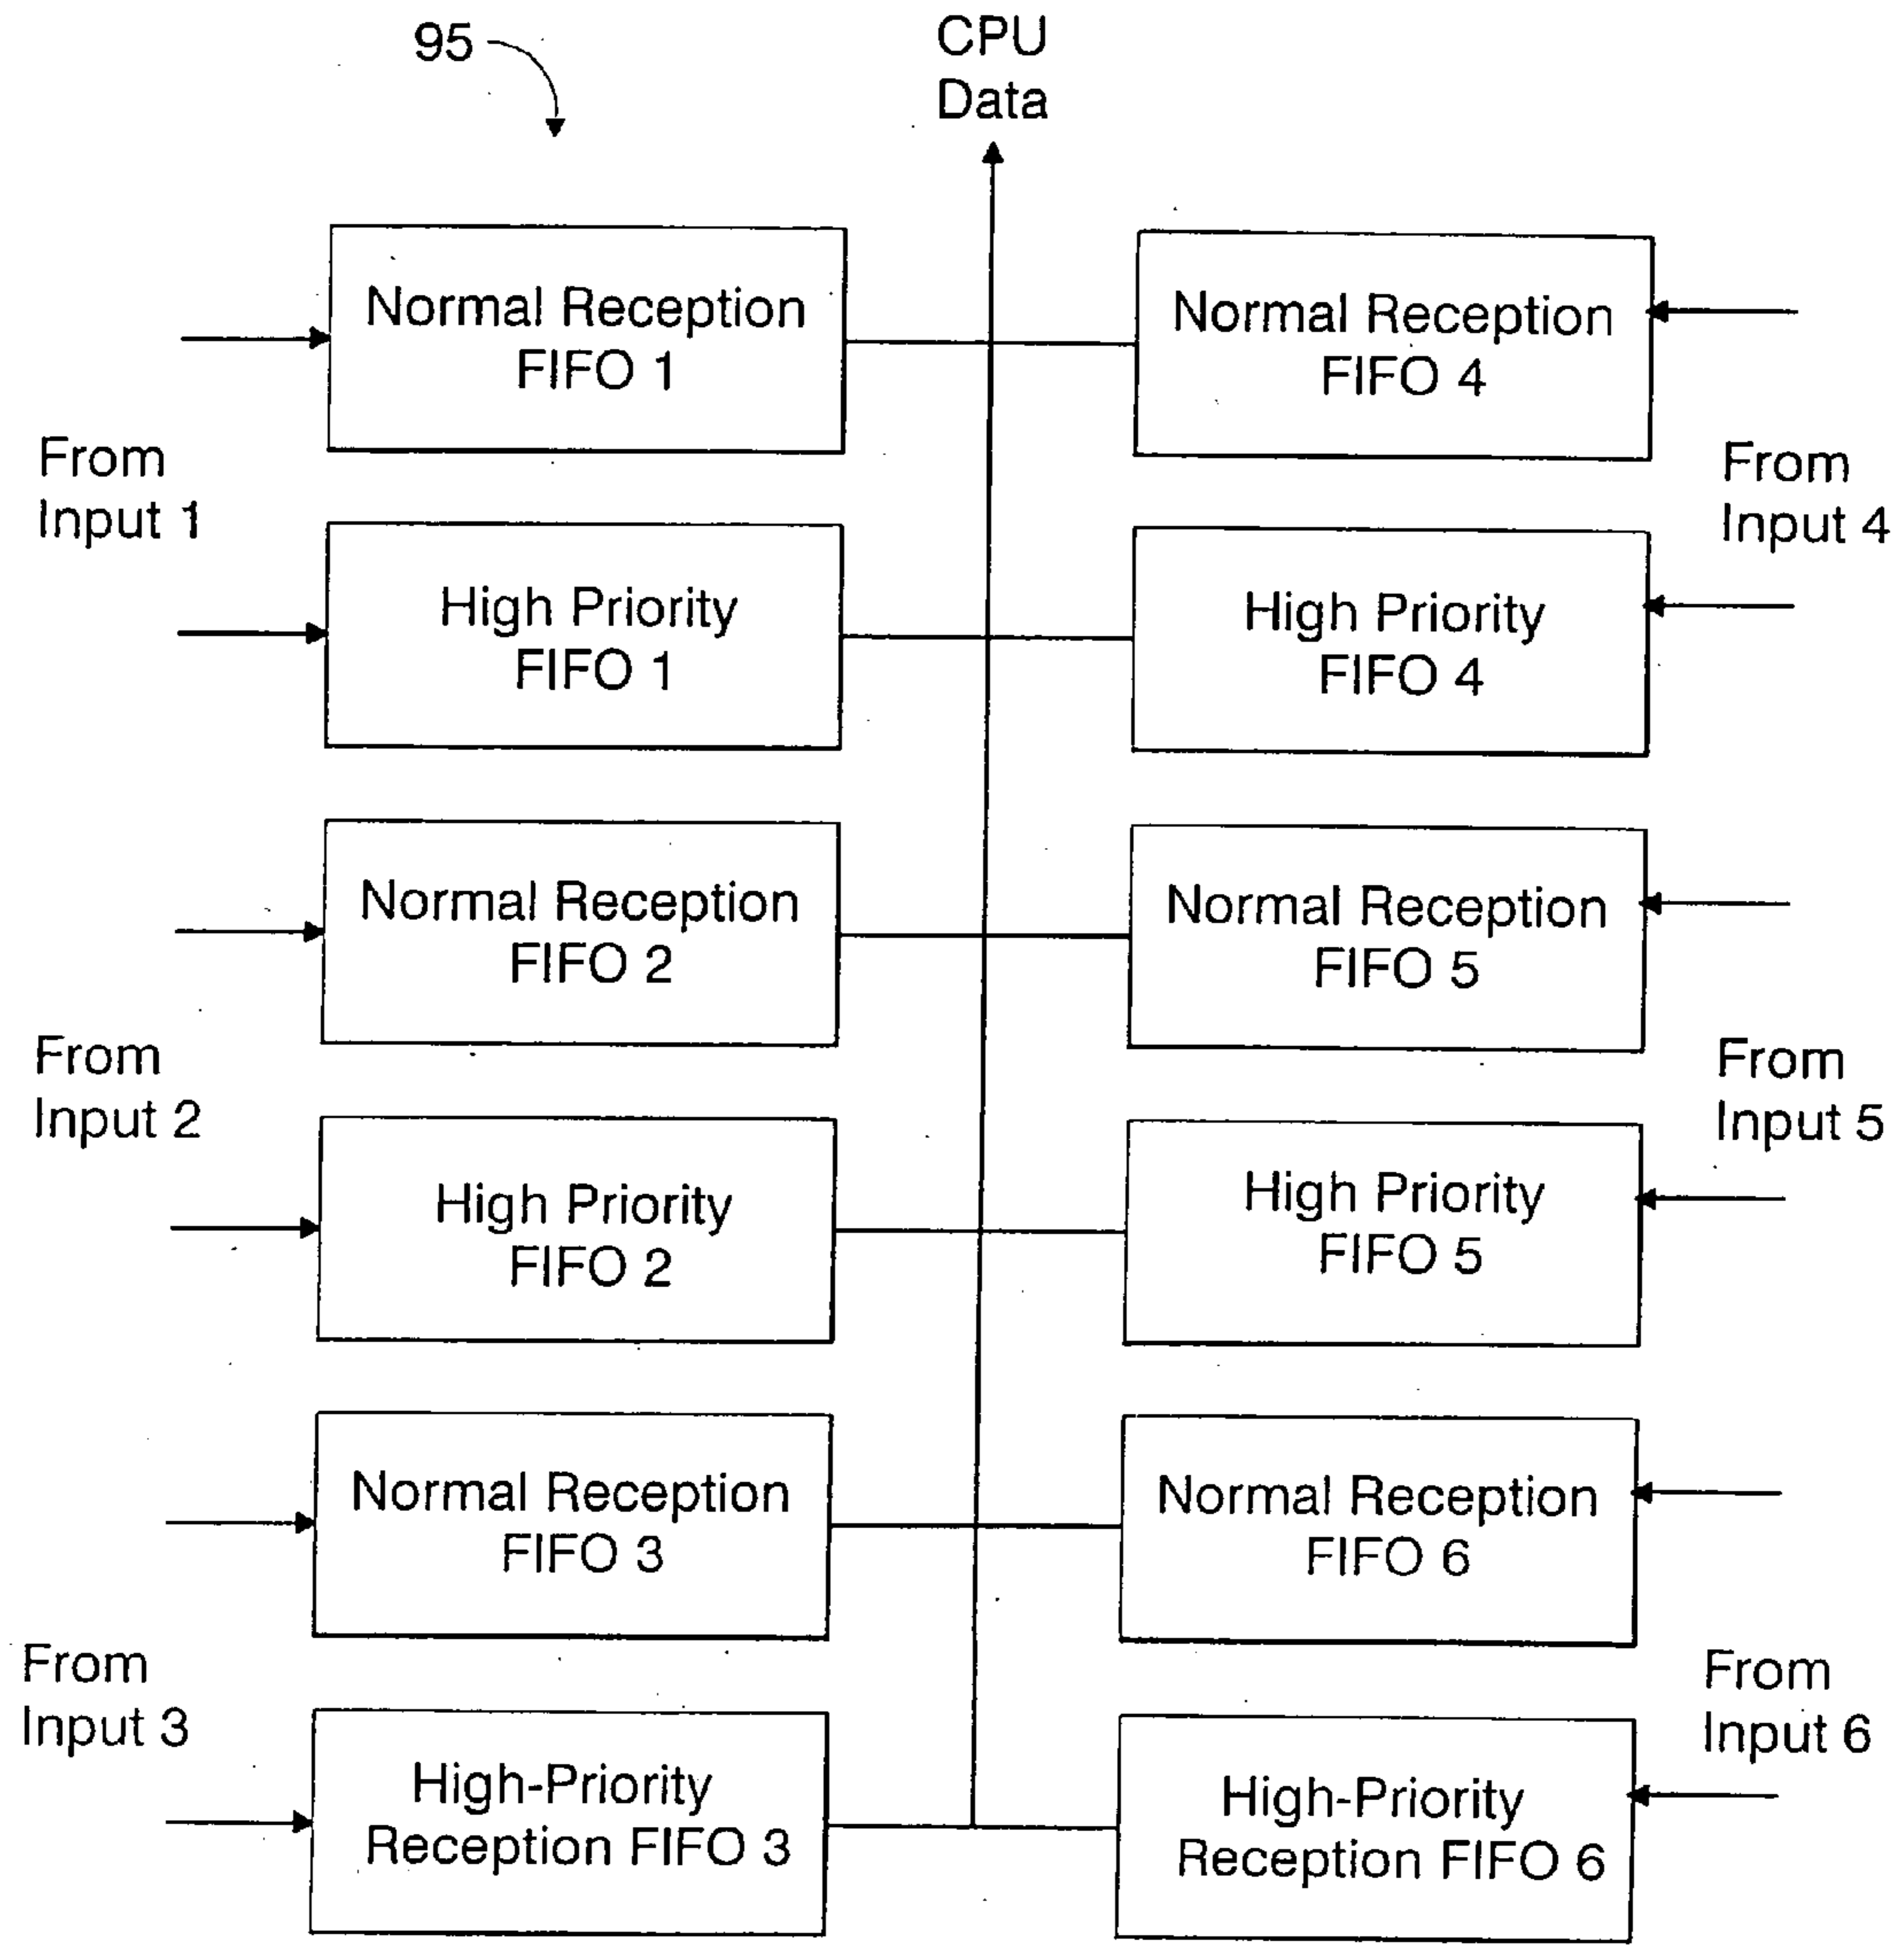 95
CPU
Data
Normal Reception
FIFO 1
Normal Reception
FIFO 4
From
Input 1
From
Input 4
High Priority
FIFO 1
High Priority
FIFO 4
Normal Reception
FIFO 2
Normal Reception
FIFO 5
From
Input 2
From
Input 5
High Priority
FIFO 2
High Priority
FIFO 5
Normal Reception
FIFO 3
Normal Reception
FIFO 6
From
Input 3
From
Input 6
High-Priority
Reception FIFO 3
High-Priority
Reception FIFO 6